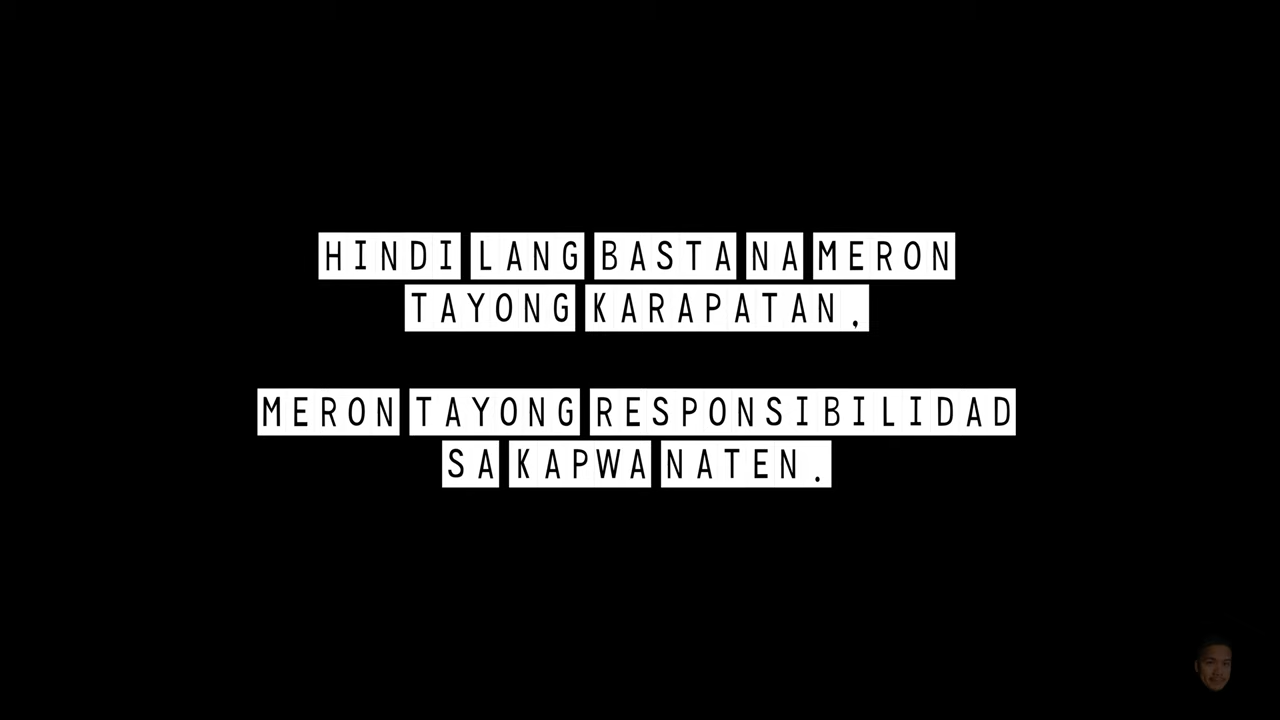 HINDI LANG BASTA NA MERON
TAYONG KARAPATAN,
MERON TAYONG RESPONSIBILIDAD
SA KAPWA NATEN.